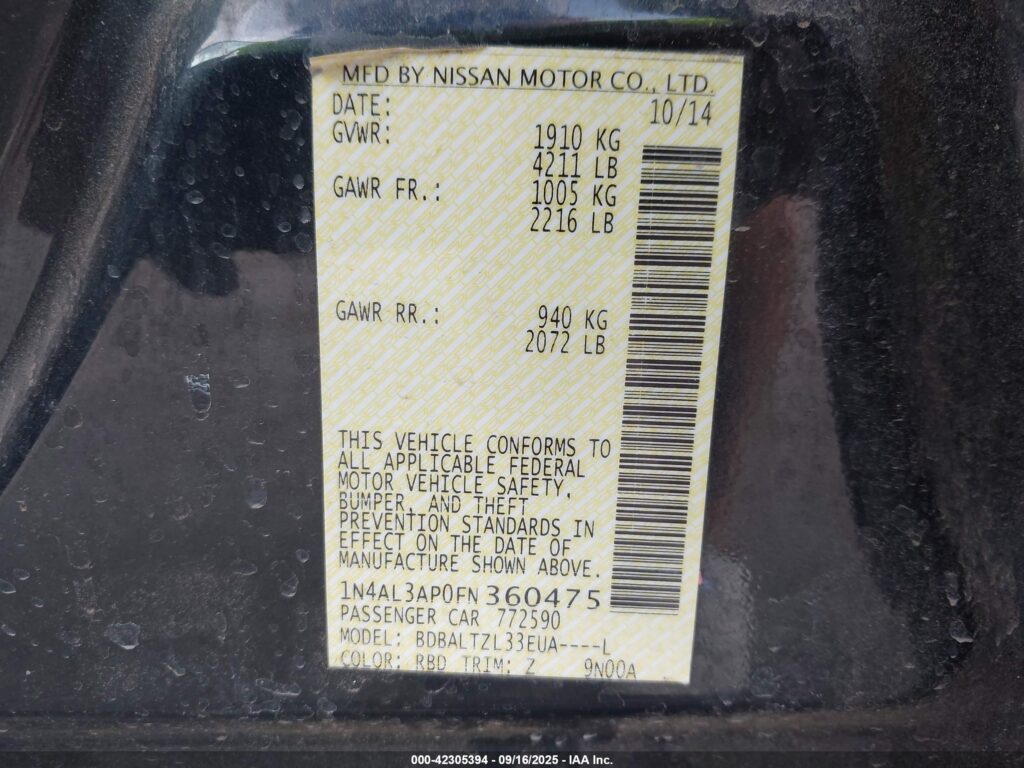 MFD BY NISSAN MOTOR CO., LTD.
DATE: 10/14
GVWR: 1910 KG
4211 LB
GAWR FR.: 1005 KG
2216 LB
GAWR RR.: 940 KG
2072 LB
THIS VEHICLE CONFORMS TO
ALL APPLICABLE FEDERAL
MOTOR VEHICLE SAFETY,
BUMPER, AND THEFT
PREVENTION STANDARDS IN
EFFECT ON THE DATE OF
MANUFACTURE SHOWN ABOVE.
1N4AL3AP0FN360475
PASSENGER CAR 772590
MODEL: BDBALTZL33EUA----L
COLOR: RBD TRIM: Z 9N00A
000-42305394 - 09/16/2025 - IAA Inc.